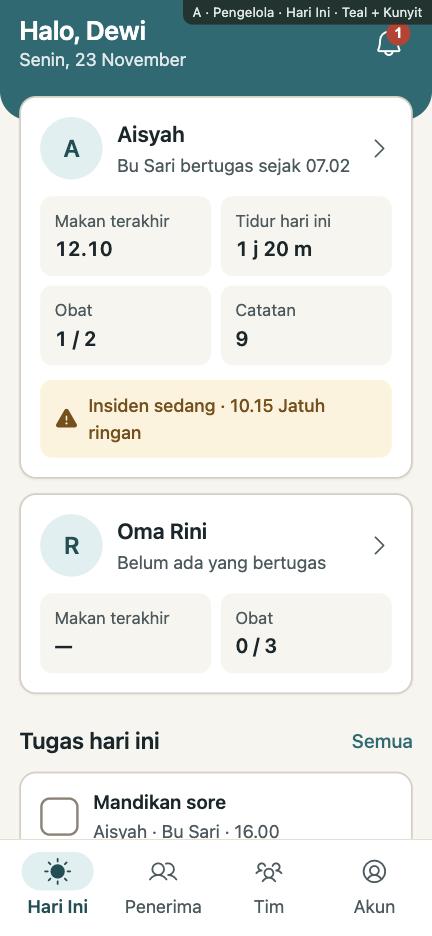 A · Pengelola · Hari Ini · Teal + Kunyit
Halo, Dewi
Senin, 23 November
1
A
Aisyah
Bu Sari bertugas sejak 07.02
Makan terakhir
12.10
Tidur hari ini
1 j 20 m
Obat
1 / 2
Catatan
9
Insiden sedang · 10.15 Jatuh
ringan
R
Oma Rini
Belum ada yang bertugas
Makan terakhir
—
Obat
0 / 3
Tugas hari ini
Semua
Mandikan sore
Aisyah · Bu Sari · 16.00
Hari Ini
Penerima
Tim
Akun